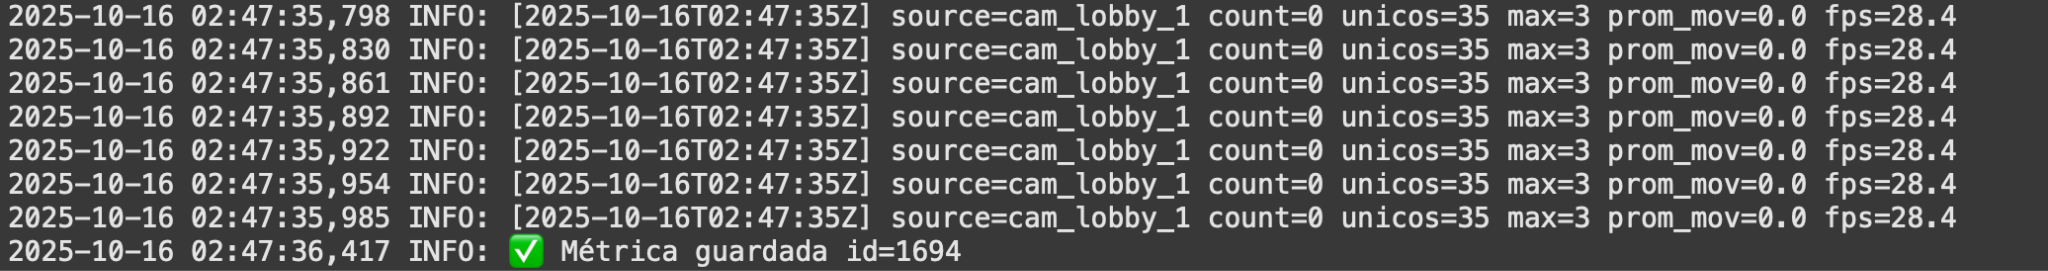 2025-10-16 02:47:35,798 INFO: [2025-10-16T02:47:35Z] source=cam_lobby_1 count=0 unicos=35 max=3 prom_mov=0.0 fps=28.4
2025-10-16 02:47:35,830 INFO: [2025-10-16T02:47:35Z] source=cam_lobby_1 count=0 unicos=35 max=3 prom_mov=0.0 fps=28.4
2025-10-16 02:47:35,861 INFO: [2025-10-16T02:47:35Z] source=cam_lobby_1 count=0 unicos=35 max=3 prom_mov=0.0 fps=28.4
2025-10-16 02:47:35,892 INFO: [2025-10-16T02:47:35Z] source=cam_lobby_1 count=0 unicos=35 max=3 prom_mov=0.0 fps=28.4
2025-10-16 02:47:35,922 INFO: [2025-10-16T02:47:35Z] source=cam_lobby_1 count=0 unicos=35 max=3 prom_mov=0.0 fps=28.4
2025-10-16 02:47:35,954 INFO: [2025-10-16T02:47:35Z] source=cam_lobby_1 count=0 unicos=35 max=3 prom_mov=0.0 fps=28.4
2025-10-16 02:47:35,985 INFO: [2025-10-16T02:47:35Z] source=cam_lobby_1 count=0 unicos=35 max=3 prom_mov=0.0 fps=28.4
2025-10-16 02:47:36,417 INFO: ✅ Métrica guardada id=1694